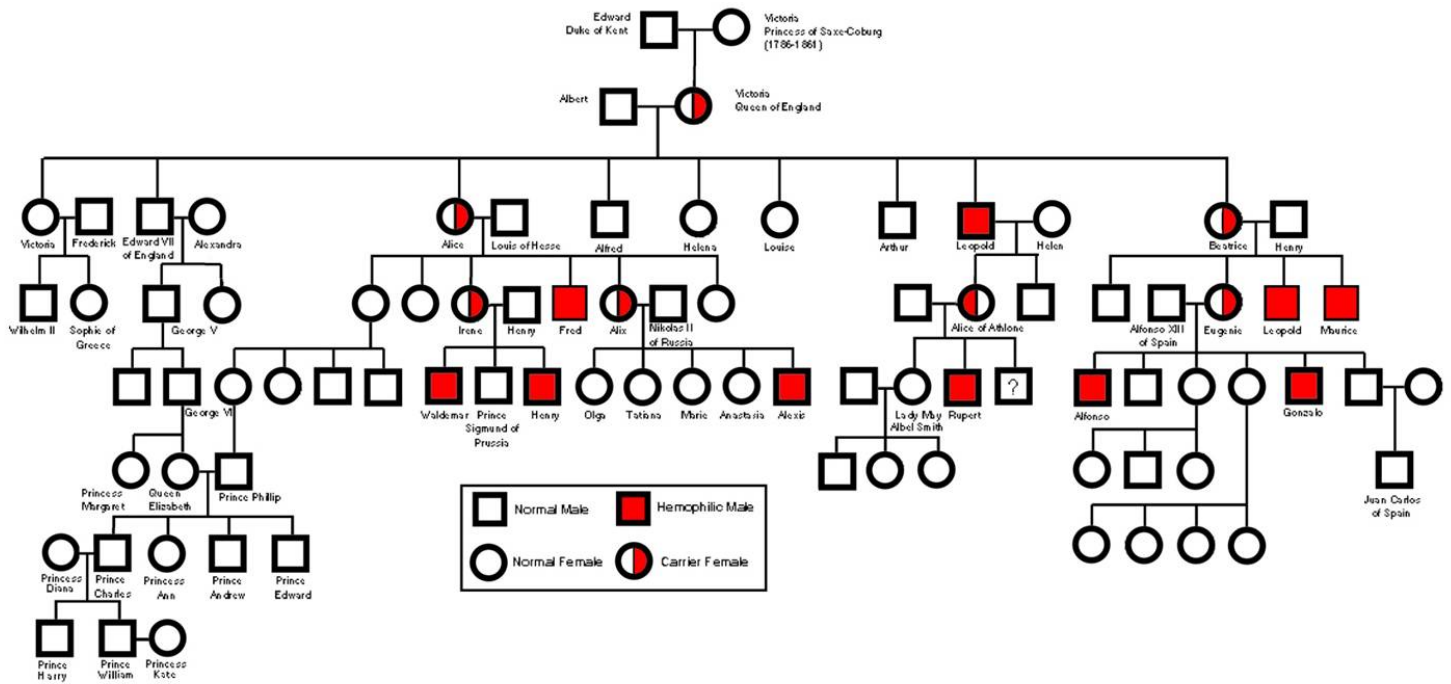 Edward
Duke of Kent
Victoria
Princess of Saxe-Coburg
(1786-1861)
Albert
Victoria
Queen of England
Victoria
Frederick
Edward VII
of England
Alexandra
Alice
Louis of Hesse
Alfred
Helena
Louise
Arthur
Leopold
Helen
Beatrice
Henry
Wilhelm II
Sophie of
Greece
George V
Irene
Henry
Fred
Alix
Nikolas II
of Russia
Alice of Athlone
Alfonso XIII
of Spain
Eugenie
Leopold
Maurice
George VI
Waldemar
Prince
Sigmund of
Prussia
Henry
Olga
Tatiana
Marie
Anastasia
Alexis
Lady May
Abel Smith
Rupert
?
Alfonso
Gonzalo
Princess
Margaret
Queen
Elizabeth
Prince Phillip
Juan Carlos
of Spain
Normal Male
Hemophilic Male
Normal Female
Carrier Female
Princess
Diana
Prince
Charles
Princess
Ann
Prince
Andrew
Prince
Edward
Prince
Harry
Prince
William
Princess
Kate